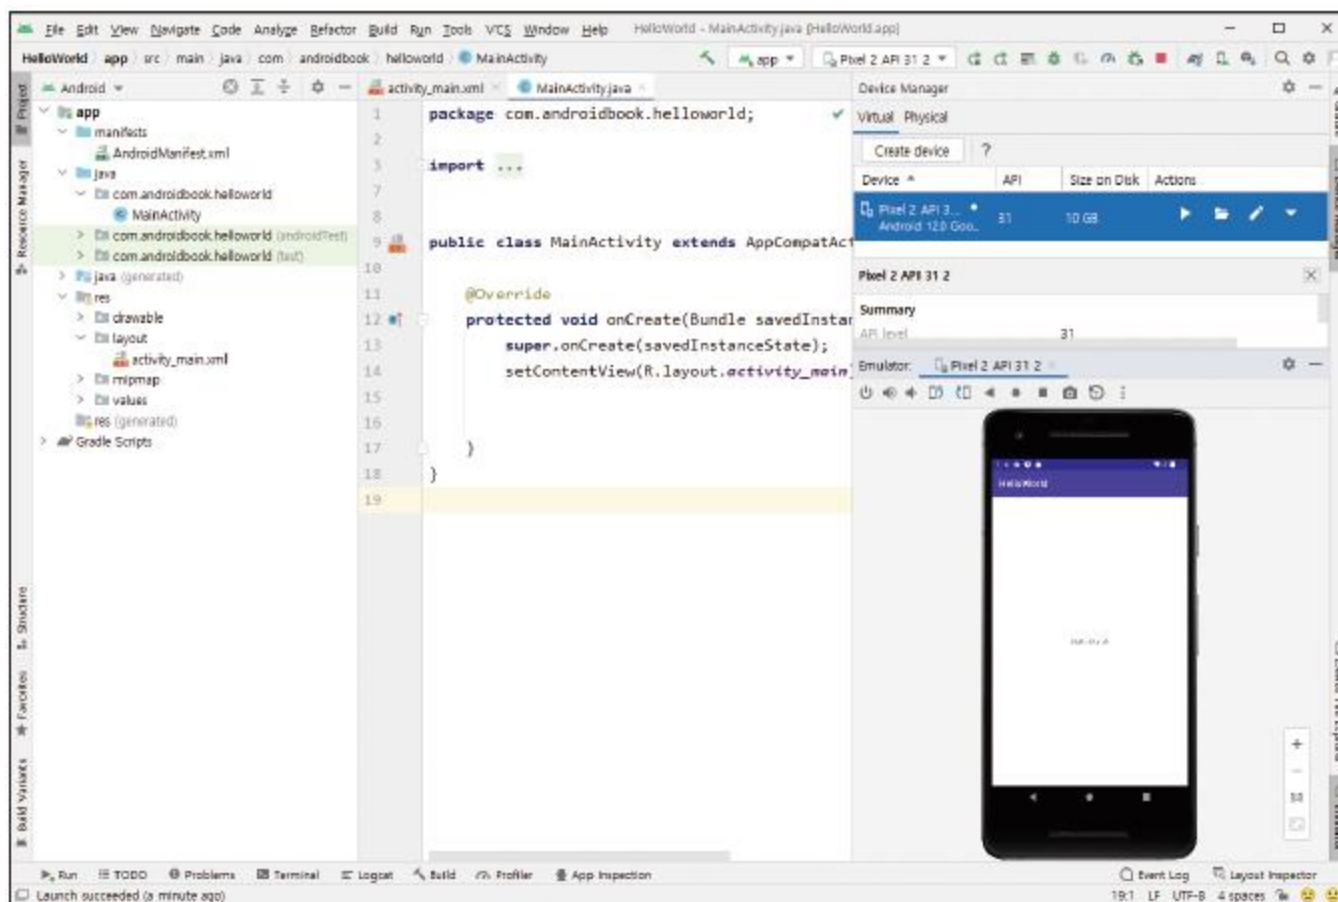 File Edit View Navigate Code Analyze Refactor Build Run Tools VCS Window Help HelloWorld - MainActivity.java [HelloWorld.app]
HelloWorld app src main java com androidbook helloworld MainActivity app Pixel 2 API 31 2
Project
Resource Manager
Structure
Favorites
Build Variants
Android
app
manifests
AndroidManifest.xml
java
com.androidbook.helloworld
MainActivity
com.androidbook.helloworld (androidTest)
com.androidbook.helloworld (test)
java (generated)
res
drawable
layout
activity_main.xml
mipmap
values
res (generated)
Gradle Scripts
activity_main.xml MainActivity.java
1 package com.androidbook.helloworld;
2
3 import ...
7
8
9 public class MainActivity extends AppCompatAct
10
11 @Override
12 protected void onCreate(Bundle savedInstan
13 super.onCreate(savedInstanceState);
14 setContentView(R.layout.activity_main)
15
16
17 }
18 }
19
Device Manager
Virtual Physical
Create device ?
Device API Size on Disk Actions
Pixel 2 API 3... 31 10 GB
Android 12.0 Goo...
Pixel 2 API 31 2
Summary
API level 31
Emulator: Pixel 2 API 31 2
HelloWorld
Run TODO Problems Terminal Logcat Build Profiler App Inspection Event Log Layout Inspector
Launch succeeded (a minute ago) 19:1 LF UTF-8 4 spaces